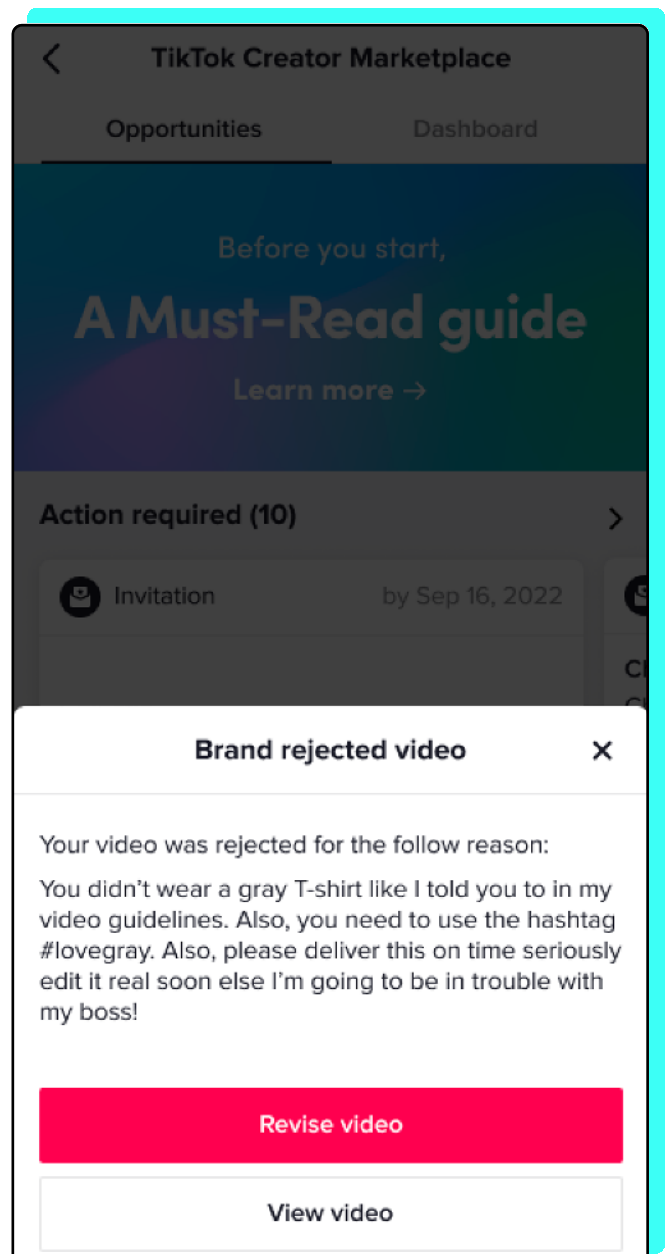 TikTok Creator Marketplace
Opportunities Dashboard
Before you start,
A Must-Read guide
Learn more →
Action required (10)
Invitation by Sep 16, 2022
Brand rejected video
Your video was rejected for the follow reason:
You didn’t wear a gray T-shirt like I told you to in my
video guidelines. Also, you need to use the hashtag
#lovegray. Also, please deliver this on time seriously
edit it real soon else I’m going to be in trouble with
my boss!
Revise video
View video